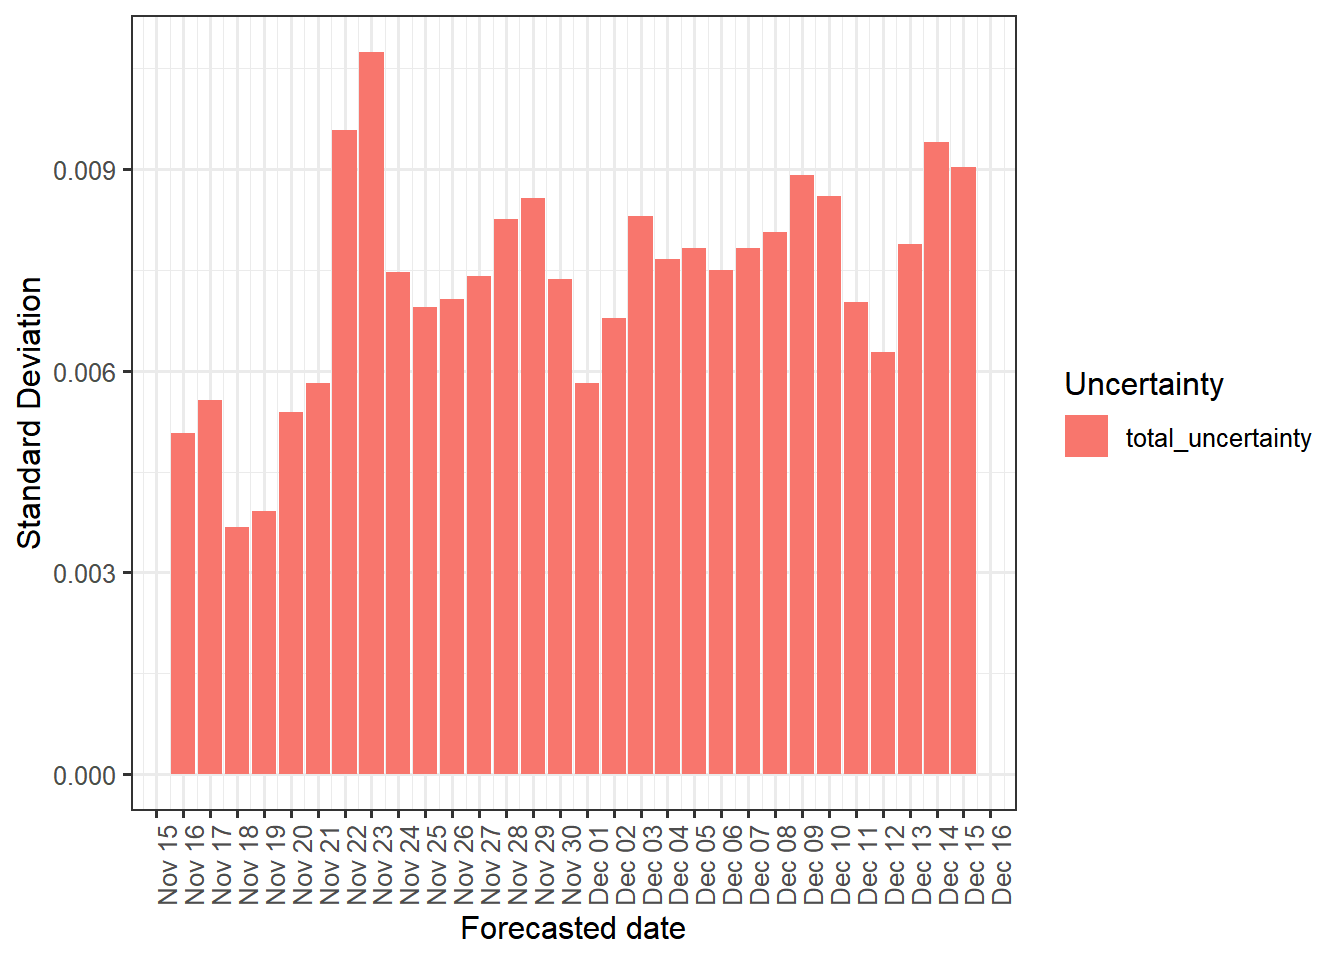 0.009
0.006
0.003
0.000
Standard Deviation
Nov 15
Nov 16
Nov 17
Nov 18
Nov 19
Nov 20
Nov 21
Nov 22
Nov 23
Nov 24
Nov 25
Nov 26
Nov 27
Nov 28
Nov 29
Nov 30
Dec 01
Dec 02
Dec 03
Dec 04
Dec 05
Dec 06
Dec 07
Dec 08
Dec 09
Dec 10
Dec 11
Dec 12
Dec 13
Dec 14
Dec 15
Dec 16
Forecasted date
Uncertainty
total_uncertainty